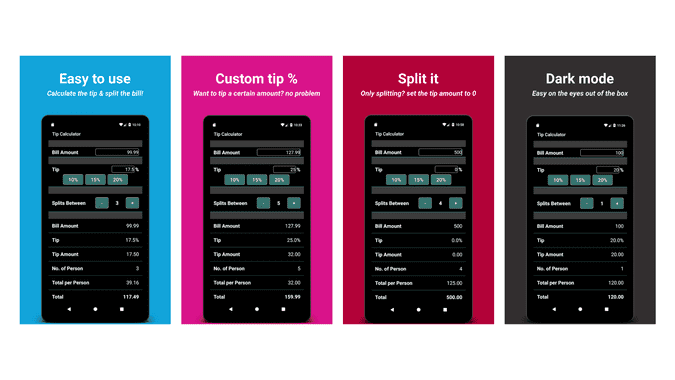 Easy to use
Calculate the tip & split the bill!
10:19
Tip Calculator
Bill Amount 99.99
Tip 17.5 %
10% 15% 20%
Splits Between - 3 +
Bill Amount 99.99
Tip 17.5%
Tip Amount 17.50
No. of Person 3
Total per Person 39.16
Total 117.49
Custom tip %
Want to tip a certain amount? no problem
Tip Calculator
Bill Amount 127.99
Tip 25 %
10% 15% 20%
Splits Between - 5 +
Bill Amount 127.99
Tip 25.0%
Tip Amount 32.00
No. of Person 5
Total per Person 32.00
Total 159.99
Split it
Only splitting? set the tip amount to 0
Tip Calculator
Bill Amount 500
Tip 0 %
10% 15% 20%
Splits Between - 4 +
Bill Amount 500
Tip 0.0%
Tip Amount 0.00
No. of Person 4
Total per Person 125.00
Total 500.00
Dark mode
Easy on the eyes out of the box
Tip Calculator
Bill Amount 100
Tip 20 %
10% 15% 20%
Splits Between - 1 +
Bill Amount 100
Tip 20.0%
Tip Amount 20.00
No. of Person 1
Total per Person 120.00
Total 120.00